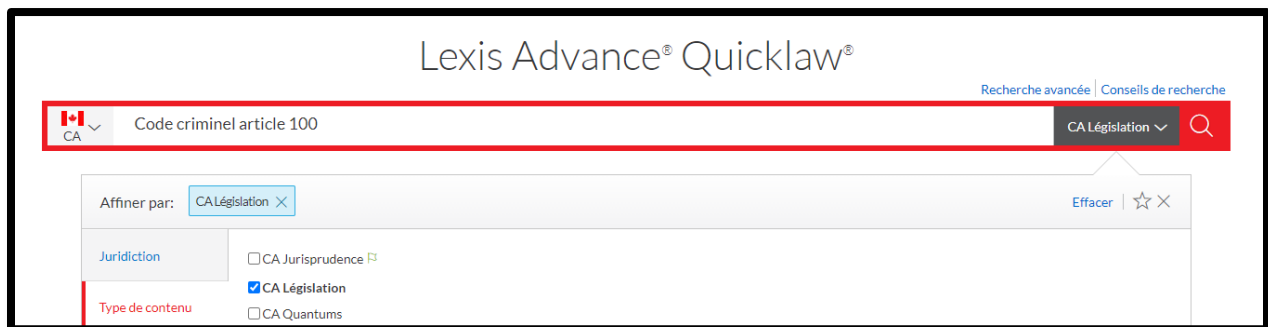 Lexis Advance® Quicklaw®
Recherche avancée | Conseils de recherche
CA
Code criminel article 100
CA Législation
Affiner par:
CA Législation
Effacer
Juridiction
CA Jurisprudence
CA Législation
Type de contenu
CA Quantums